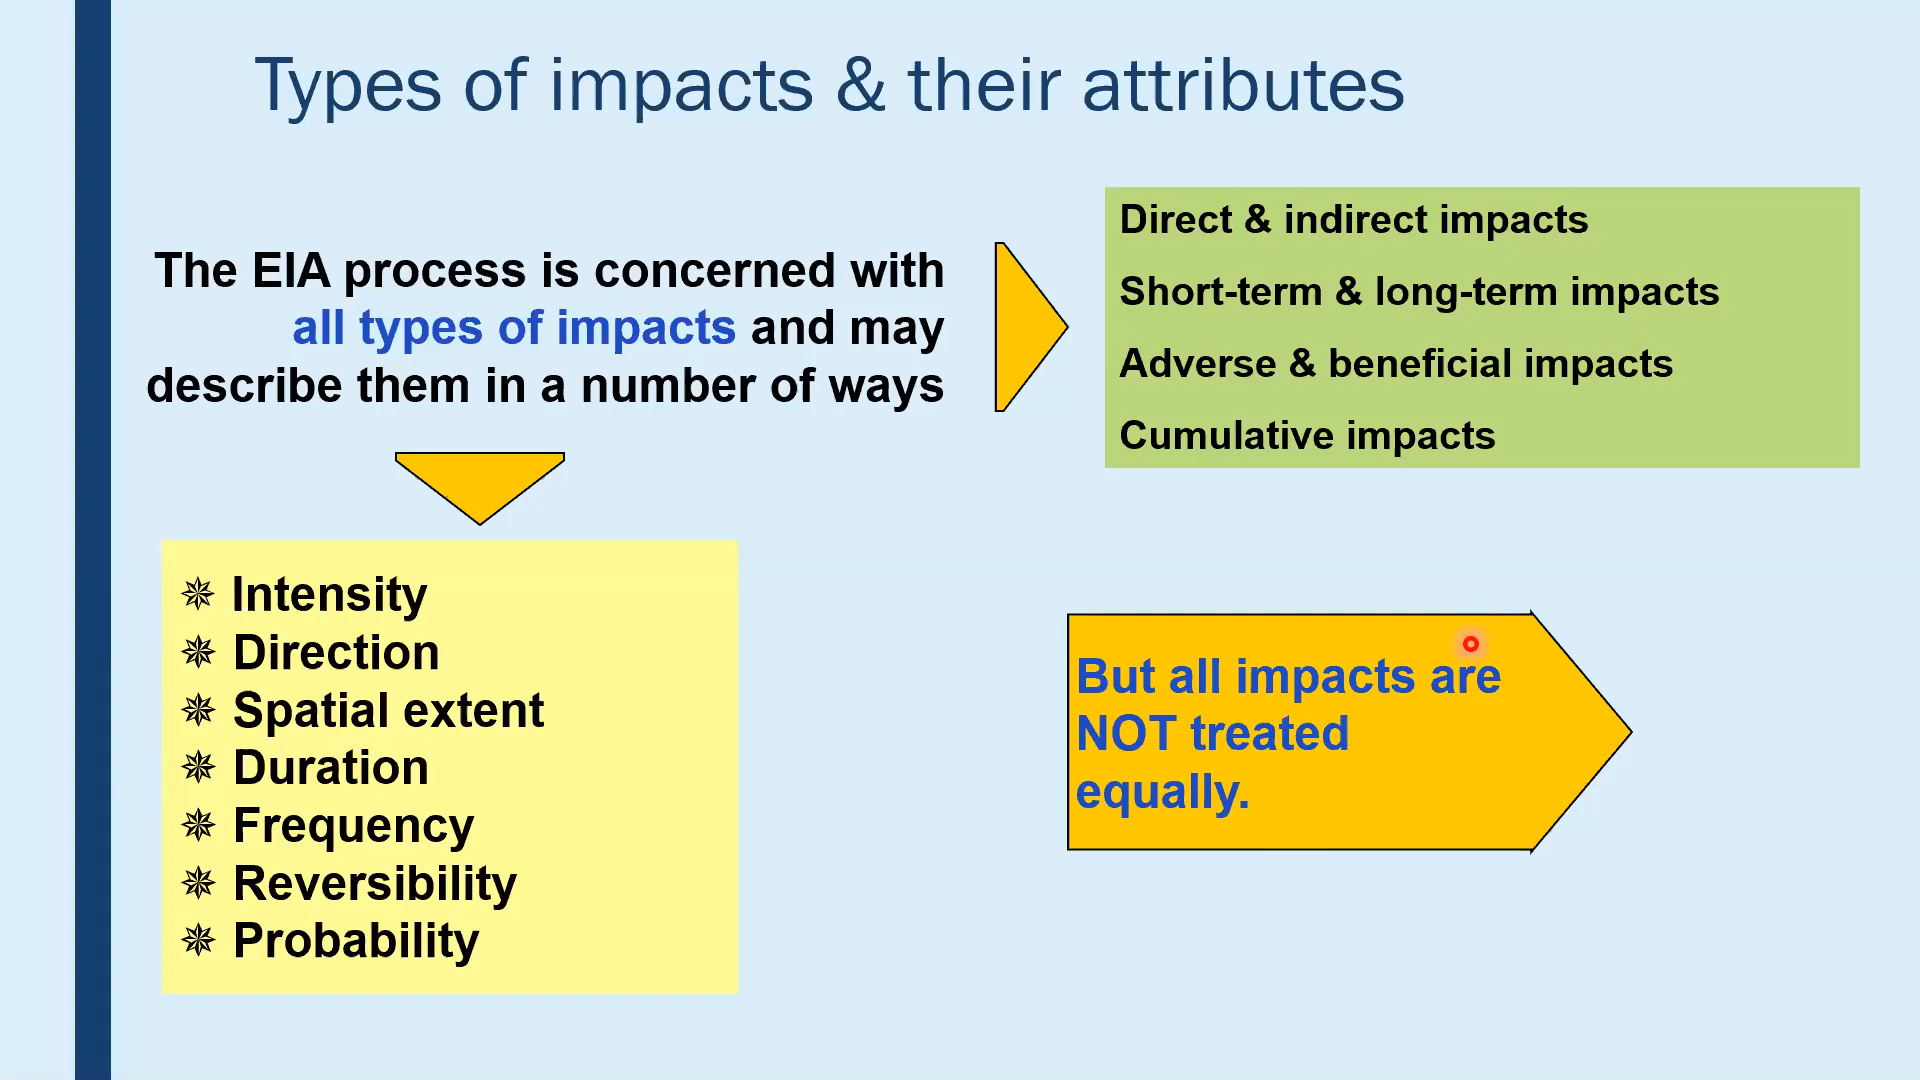 Types of impacts & their attributes
The EIA process is concerned with
all types of impacts and may
describe them in a number of ways
Direct & indirect impacts
Short-term & long-term impacts
Adverse & beneficial impacts
Cumulative impacts
✵ Intensity
✵ Direction
✵ Spatial extent
✵ Duration
✵ Frequency
✵ Reversibility
✵ Probability
But all impacts are
NOT treated
equally.